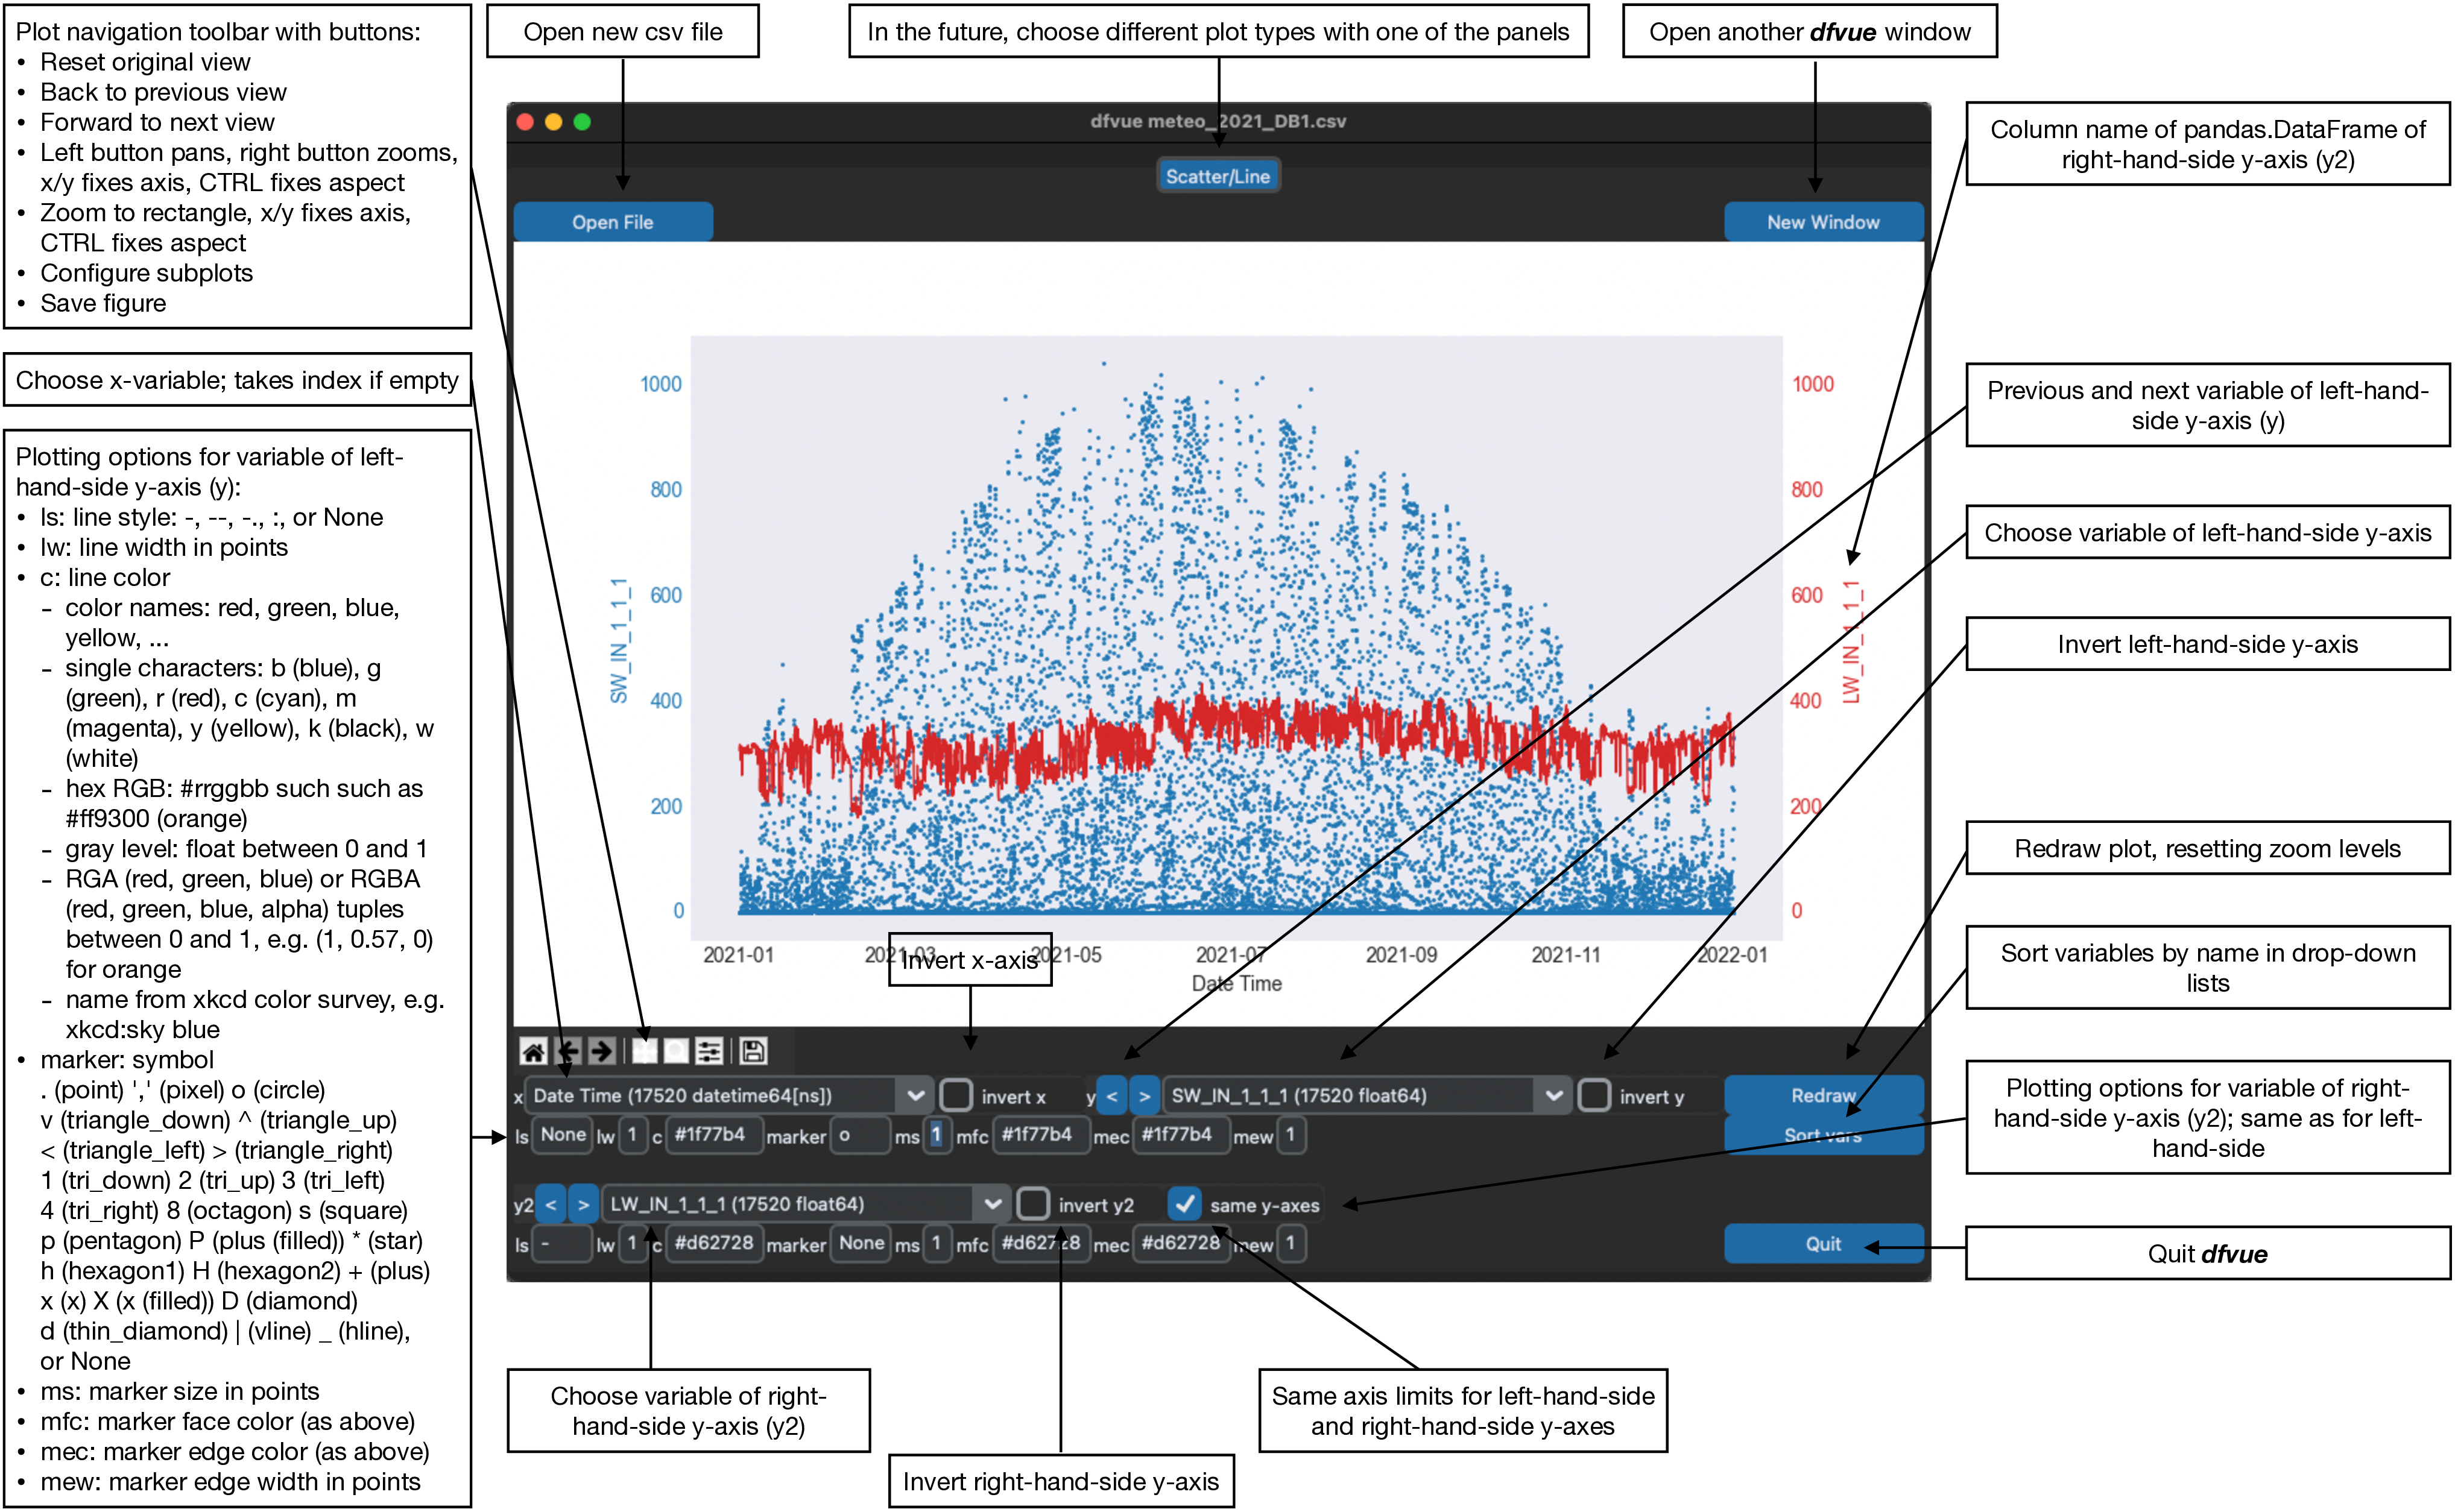 Plot navigation toolbar with buttons:
• Reset original view
• Back to previous view
• Forward to next view
• Left button pans, right button zooms,
x/y fixes axis, CTRL fixes aspect
• Zoom to rectangle, x/y fixes axis,
CTRL fixes aspect
• Configure subplots
• Save figure
Choose x-variable; takes index if empty
Plotting options for variable of left-
hand-side y-axis (y):
• ls: line style: -, --, -., :, or None
• lw: line width in points
• c: line color
- color names: red, green, blue,
yellow, ...
- single characters: b (blue), g
(green), r (red), c (cyan), m
(magenta), y (yellow), k (black), w
(white)
- hex RGB: #rrggbb such such as
#ff9300 (orange)
- gray level: float between 0 and 1
- RGA (red, green, blue) or RGBA
(red, green, blue, alpha) tuples
between 0 and 1, e.g. (1, 0.57, 0)
for orange
- name from xkcd color survey, e.g.
xkcd:sky blue
• marker: symbol
. (point) ',' (pixel) o (circle)
v (triangle_down) ^ (triangle_up)
< (triangle_left) > (triangle_right)
1 (tri_down) 2 (tri_up) 3 (tri_left)
4 (tri_right) 8 (octagon) s (square)
p (pentagon) P (plus (filled)) * (star)
h (hexagon1) H (hexagon2) + (plus)
x (x) X (x (filled)) D (diamond)
d (thin_diamond) | (vline) _ (hline),
or None
• ms: marker size in points
• mfc: marker face color (as above)
• mec: marker edge color (as above)
• mew: marker edge width in points
Open new csv file
In the future, choose different plot types with one of the panels
Open another dfvue window
dfvue meteo_2021_DB1.csv
Scatter/Line
Open File
New Window
1000
800
600
400
200
0
SW_IN_1_1_1
1000
800
600
400
200
0
LW_IN_1_1_1
2021-01 2021-03 2021-05 2021-07 2021-09 2021-11 2022-01
Date Time
Invert x-axis
x Date Time (17520 datetime64[ns]) invert x y < > SW_IN_1_1_1 (17520 float64) invert y Redraw
ls None lw 1 c #1f77b4 marker o ms 1 mfc #1f77b4 mec #1f77b4 mew 1 Sort vars
y2 < > LW_IN_1_1_1 (17520 float64) invert y2 same y-axes
ls - lw 1 c #d62728 marker None ms 1 mfc #d62728 mec #d62728 mew 1 Quit
Column name of pandas.DataFrame of
right-hand-side y-axis (y2)
Previous and next variable of left-hand-
side y-axis (y)
Choose variable of left-hand-side y-axis
Invert left-hand-side y-axis
Redraw plot, resetting zoom levels
Sort variables by name in drop-down
lists
Plotting options for variable of right-
hand-side y-axis (y2); same as for left-
hand-side
Quit dfvue
Choose variable of right-
hand-side y-axis (y2)
Invert right-hand-side y-axis
Same axis limits for left-hand-side
and right-hand-side y-axes